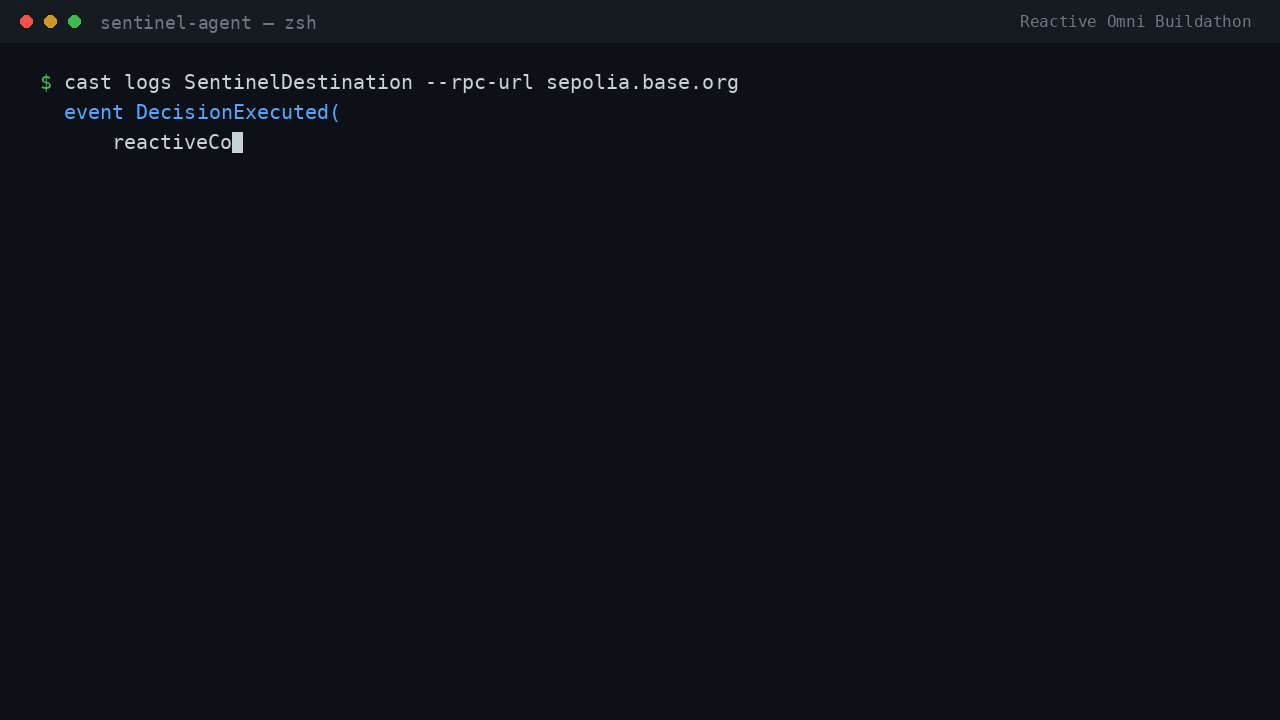 sentinel-agent — zsh
Reactive Omni Buildathon
$ cast logs SentinelDestination --rpc-url sepolia.base.org
event DecisionExecuted(
reactiveCo